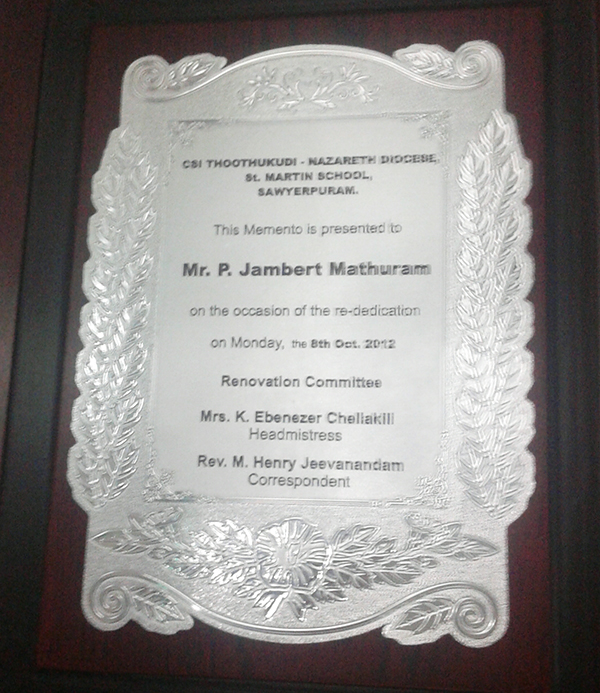 CSI THOOTHUKUDI - NAZARETH DIOCESE,
St. MARTIN SCHOOL,
SAWYERPURAM.
This Memento is presented to
Mr. P. Jambert Mathuram
on the occasion of the re-dedication
on Monday, the 8th Oct. 2012
Renovation Committee
Mrs. K. Ebenezer Chellakili
Headmistress
Rev. M. Henry Jeevanandam
Correspondent